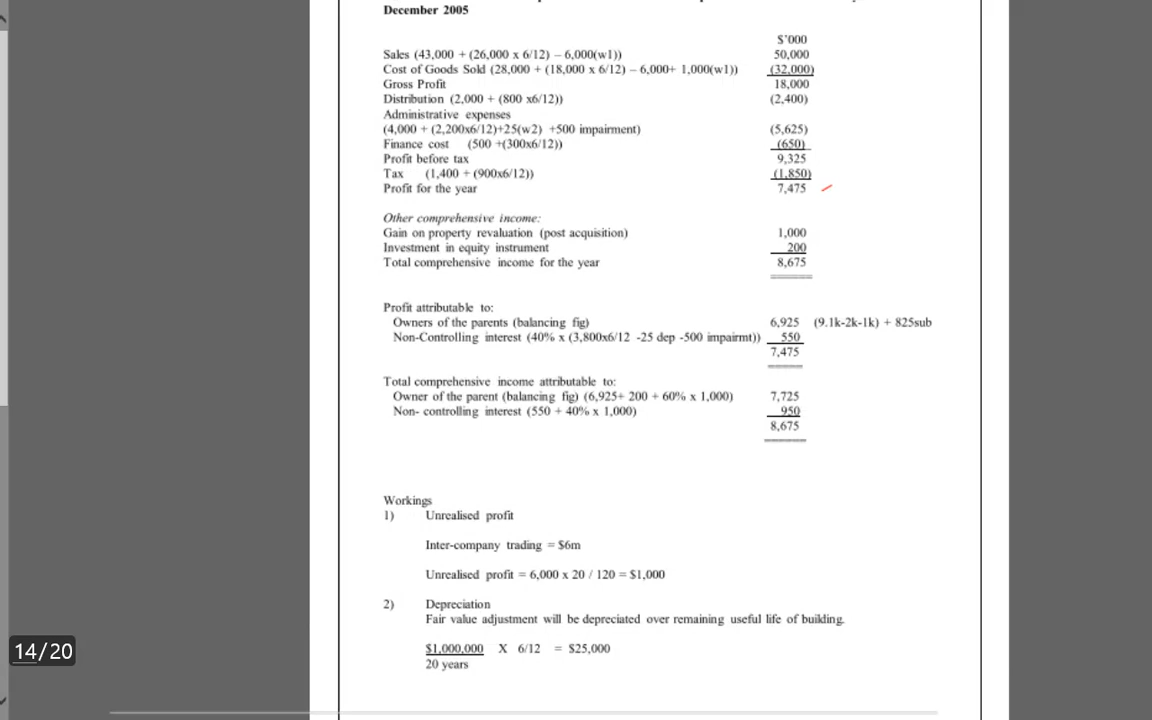 December 2005
$'000
Sales (43,000 + (26,000 x 6/12) – 6,000(w1)) 50,000
Cost of Goods Sold (28,000 + (18,000 x 6/12) – 6,000+ 1,000(w1)) (32,000)
Gross Profit 18,000
Distribution (2,000 + (800 x6/12)) (2,400)
Administrative expenses
(4,000 + (2,200x6/12)+25(w2) +500 impairment) (5,625)
Finance cost (500 +(300x6/12)) (650)
Profit before tax 9,325
Tax (1,400 + (900x6/12)) (1,850)
Profit for the year 7,475
Other comprehensive income:
Gain on property revaluation (post acquisition) 1,000
Investment in equity instrument 200
Total comprehensive income for the year 8,675
Profit attributable to:
Owners of the parents (balancing fig) 6,925 (9.1k-2k-1k) + 825sub
Non-Controlling interest (40% x (3,800x6/12 -25 dep -500 impairmt)) 550
7,475
Total comprehensive income attributable to:
Owner of the parent (balancing fig) (6,925+ 200 + 60% x 1,000) 7,725
Non- controlling interest (550 + 40% x 1,000) 950
8,675
Workings
1) Unrealised profit
Inter-company trading = $6m
Unrealised profit = 6,000 x 20 / 120 = $1,000
2) Depreciation
Fair value adjustment will be depreciated over remaining useful life of building.
$1,000,000 X 6/12 = $25,000
20 years
14/20